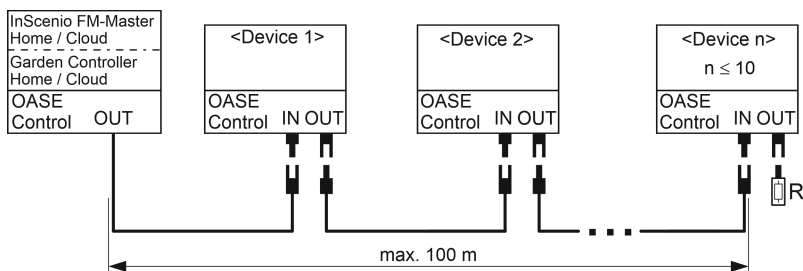 InScenio FM-Master
Home / Cloud
Garden Controller
Home / Cloud
OASE
Control OUT
<Device 1>
OASE
Control IN OUT
<Device 2>
OASE
Control IN OUT
<Device n>
n ≤ 10
OASE
Control IN OUT
R
max. 100 m